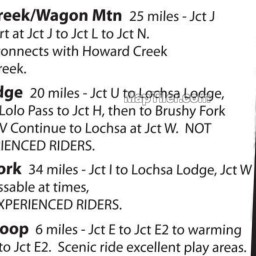 reek/Wagon Mtn 25 miles - Jct J
rt at Jct J to Jct L to Jct N.
onnects with Howard Creek
reek.
dge 20 miles - Jct U to Lochsa Lodge,
Lolo Pass to Jct H, then to Brushy Fork
V Continue to Lochsa at Jct W. NOT
IENCED RIDERS.
ork 34 miles - Jct I to Lochsa Lodge, Jct W
ssable at times,
XPERIENCED RIDERS.
oop 6 miles - Jct E to Jct E2 to warming
to Jct E2. Scenic ride excellent play areas.